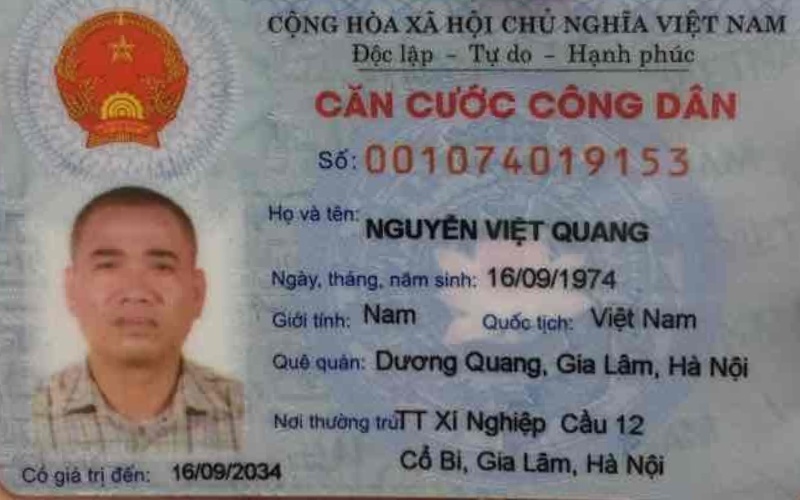 CỘNG HÒA XÃ HỘI CHỦ NGHĨA VIỆT NAM
Độc lập - Tự do - Hạnh phúc
CĂN CƯỚC CÔNG DÂN
Số: 001074019153
Họ và tên: NGUYỄN VIỆT QUANG
Ngày, tháng, năm sinh: 16/09/1974
Giới tính: Nam Quốc tịch: Việt Nam
Quê quán: Dương Quang, Gia Lâm, Hà Nội
Nơi thường trú: TT Xí Nghiệp Cầu 12
Cổ Bi, Gia Lâm, Hà Nội
Có giá trị đến: 16/09/2034